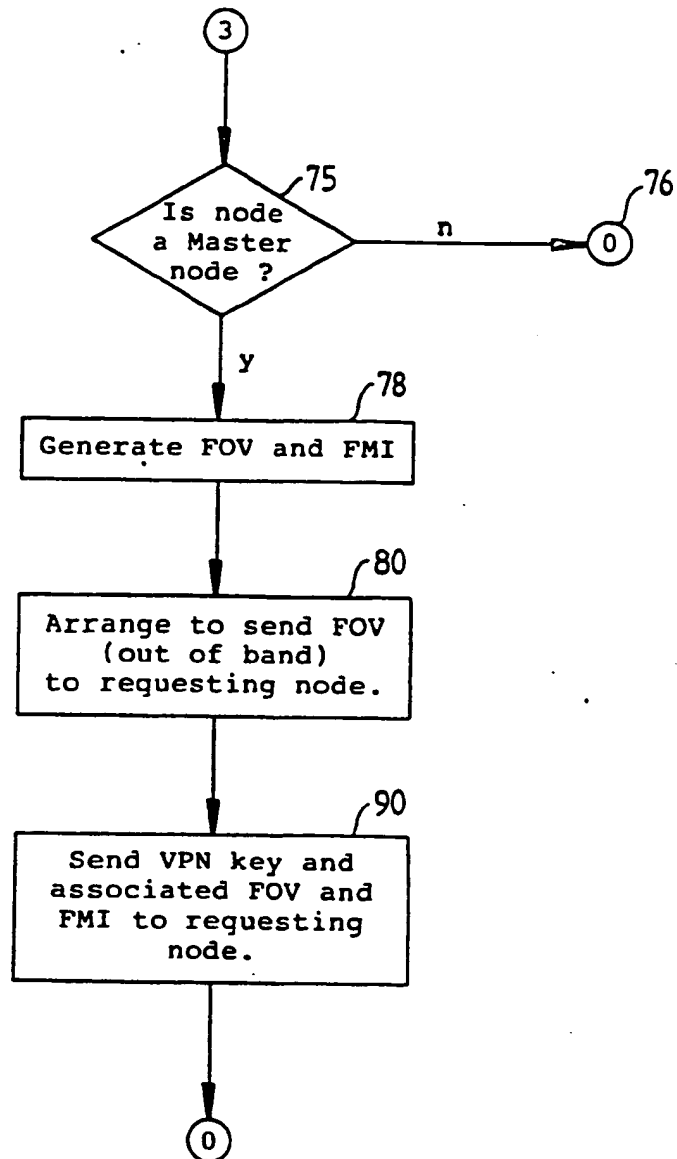 3
75
Is node
a Master
node ?
n
76
0
y
78
Generate FOV and FMI
80
Arrange to send FOV
(out of band)
to requesting node.
90
Send VPN key and
associated FOV and
FMI to requesting
node.
0